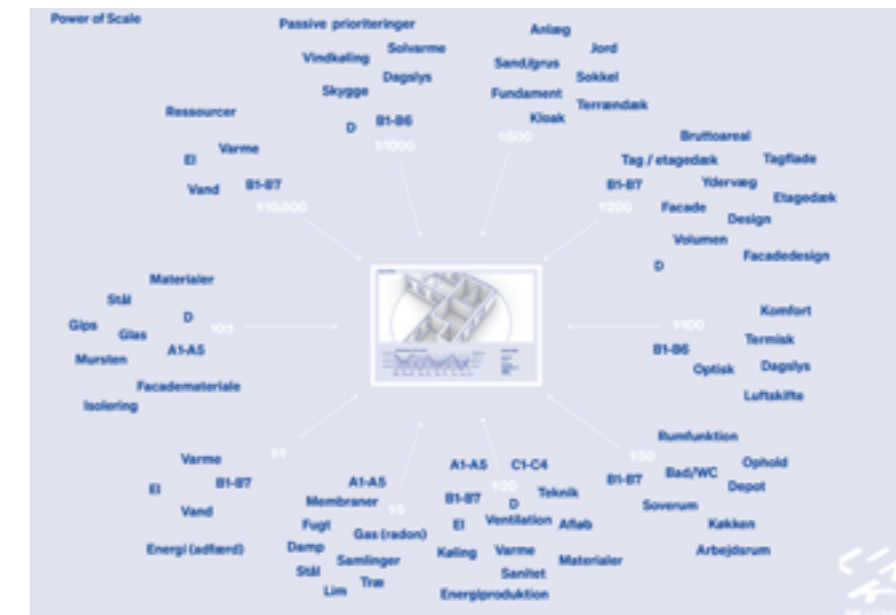 Power of Scale
Passive prioriteringer
Vindkøling
Solvarme
Dagslys
Skygge
D
B1-B6
1:1000
Anlæg
Jord
Sand/grus
Sokkel
Fundament
Terrændæk
Kloak
1:500
Ressourcer
Varme
El
Vand
B1-B7
1:10.000
Bruttoareal
Tag / etagedæk
Tagflade
B1-B7
Ydervæg
Etagedæk
1:200
Facade
Design
Volumen
Facadedesign
D
Materialer
Stål
D
Gips
Glas
10:1
Mursten
A1-A5
Facademateriale
Isolering
Komfort
1:100
Termisk
B1-B6
Optisk
Dagslys
Luftskifte
Varme
1:1
El
B1-B7
Vand
Energi (adfærd)
A1-A5
Membraner
1:5
Fugt
Gas (radon)
Damp
Samlinger
Stål
Træ
Lim
A1-A5
C1-C4
1:20
B1-B7
D
Teknik
El
Ventilation
Afløb
Køling
Varme
Materialer
Sanitet
Energiproduktion
Rumfunktion
1:50
B1-B7
Bad/WC
Ophold
Depot
Soverum
Køkken
Arbejdsrum
LINK